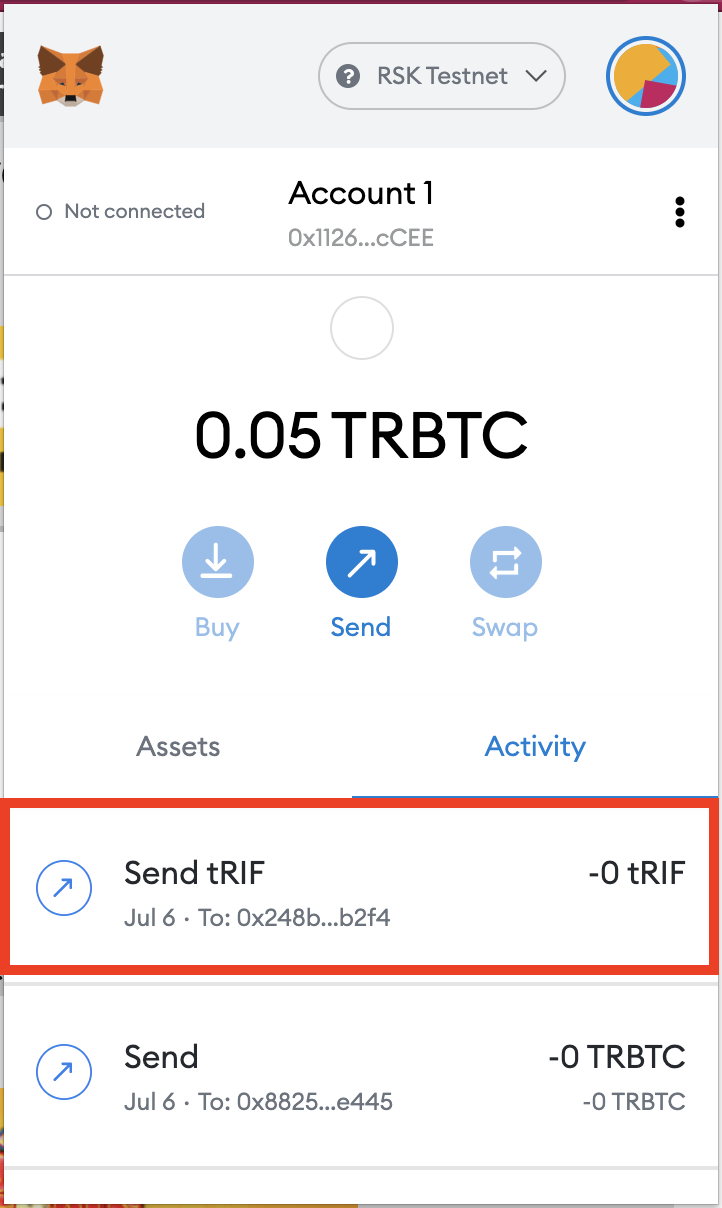 RSK Testnet
Not connected
Account 1
0x1126...cCEE
0.05 TRBTC
Buy
Send
Swap
Assets
Activity
Send tRIF
-0 tRIF
Jul 6 · To: 0x248b...b2f4
Send
-0 TRBTC
Jul 6 · To: 0x8825...e445
-0 TRBTC